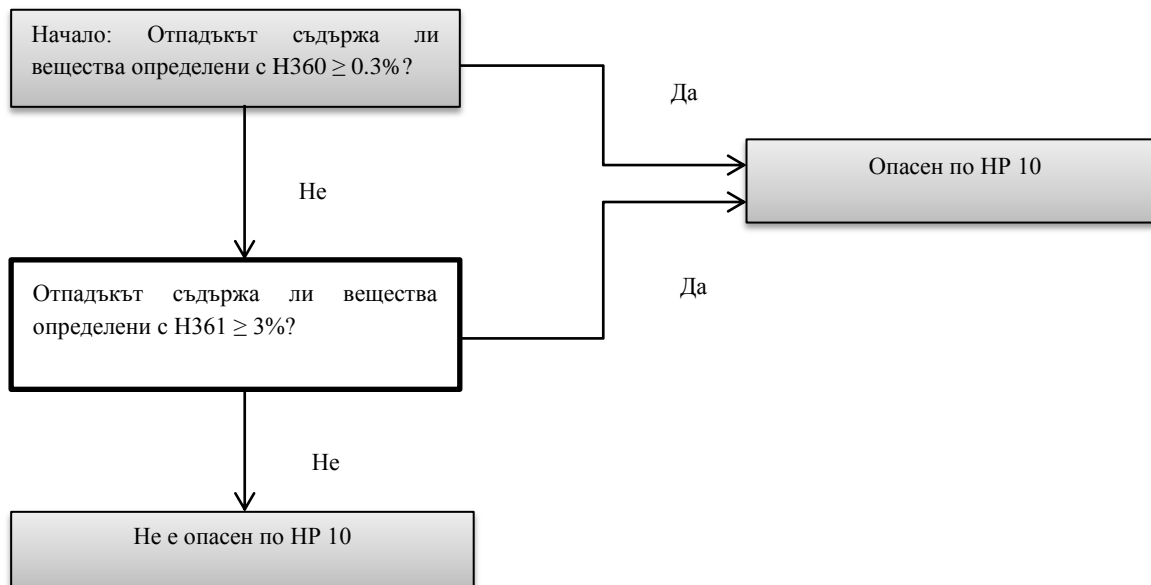 Начало: Отпадъкът съдържа ли
вещества определени с H360 ≥ 0.3%?
Да
Опасен по HP 10
Не
Отпадъкът съдържа ли вещества
определени с H361 ≥ 3%?
Да
Не
Не е опасен по HP 10